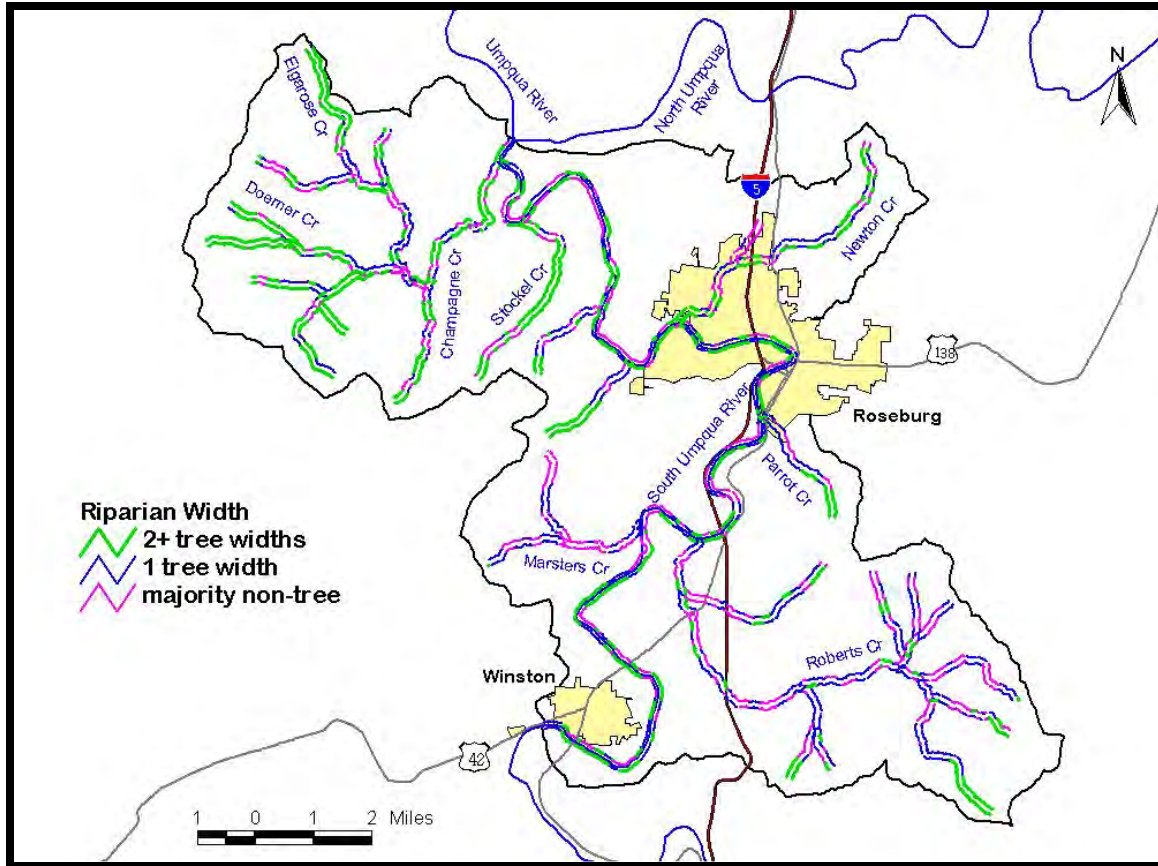 Umpqua River
North Umpqua
River
N
Elgarose Cr
5
Doerner Cr
Newton Cr
Champagne Cr
Stockel Cr
138
Roseburg
South Umpqua River
Parrot Cr
Riparian Width
2+ tree widths
1 tree width
majority non-tree
Marsters Cr
Roberts Cr
Winston
42
1 0 1 2 Miles